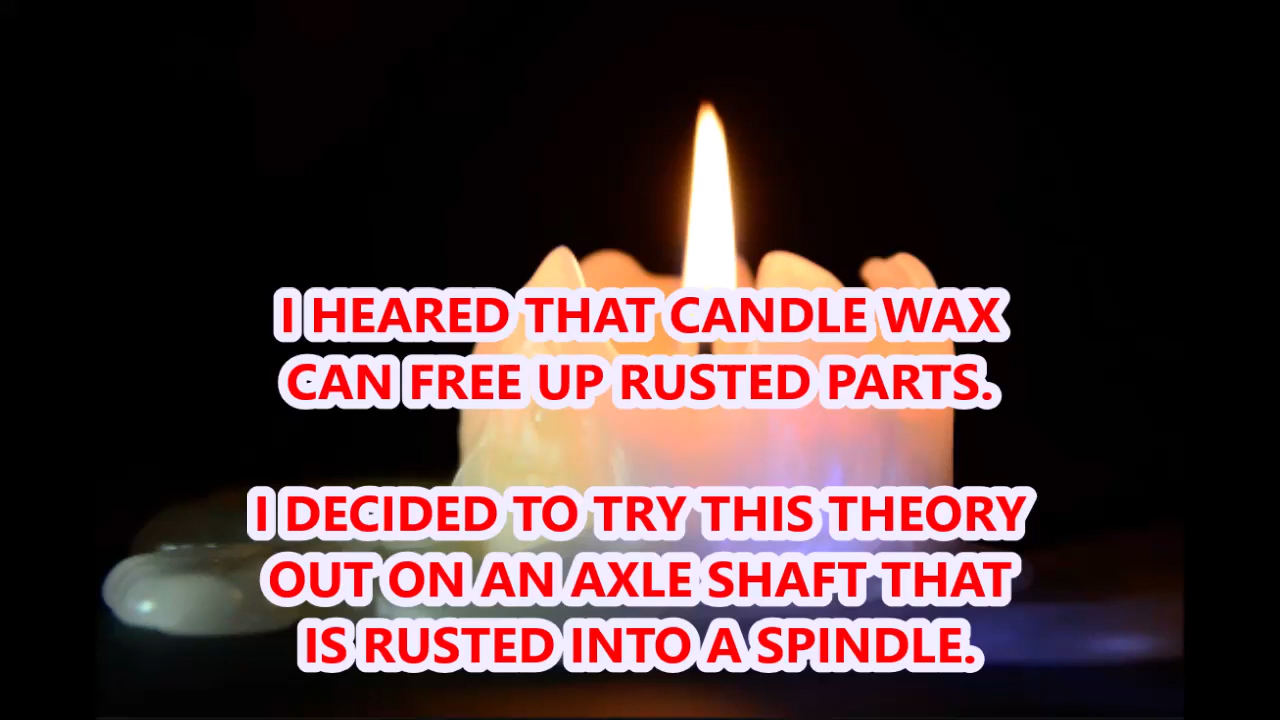 I HEARED THAT CANDLE WAX
CAN FREE UP RUSTED PARTS.
I DECIDED TO TRY THIS THEORY
OUT ON AN AXLE SHAFT THAT
IS RUSTED INTO A SPINDLE.